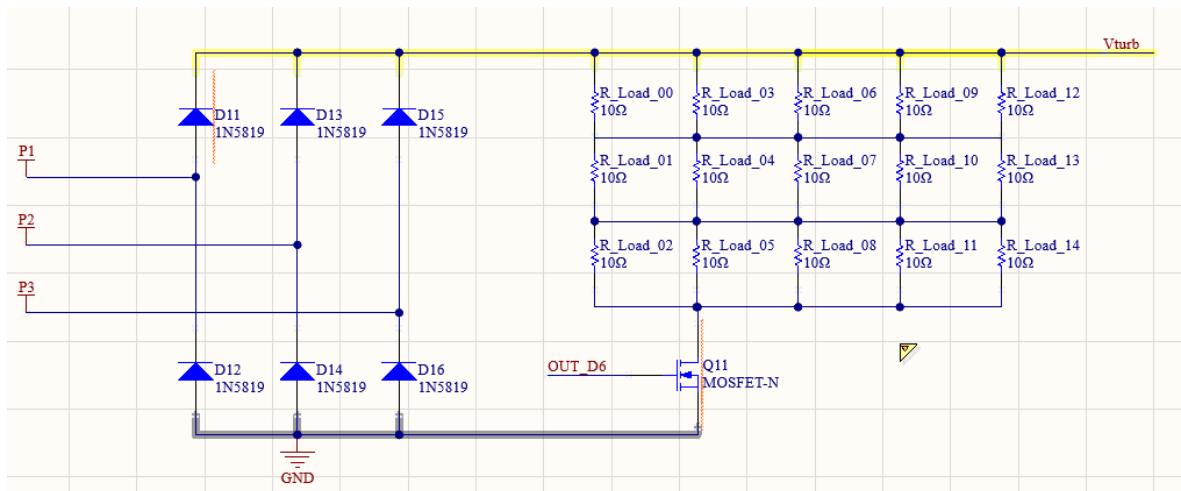 Vturb
R_Load_00
10Ω
R_Load_03
10Ω
R_Load_06
10Ω
R_Load_09
10Ω
R_Load_12
10Ω
D11
1N5819
D13
1N5819
D15
1N5819
P1
R_Load_01
10Ω
R_Load_04
10Ω
R_Load_07
10Ω
R_Load_10
10Ω
R_Load_13
10Ω
P2
R_Load_02
10Ω
R_Load_05
10Ω
R_Load_08
10Ω
R_Load_11
10Ω
R_Load_14
10Ω
P3
D12
1N5819
D14
1N5819
D16
1N5819
OUT_D6
Q11
MOSFET-N
GND